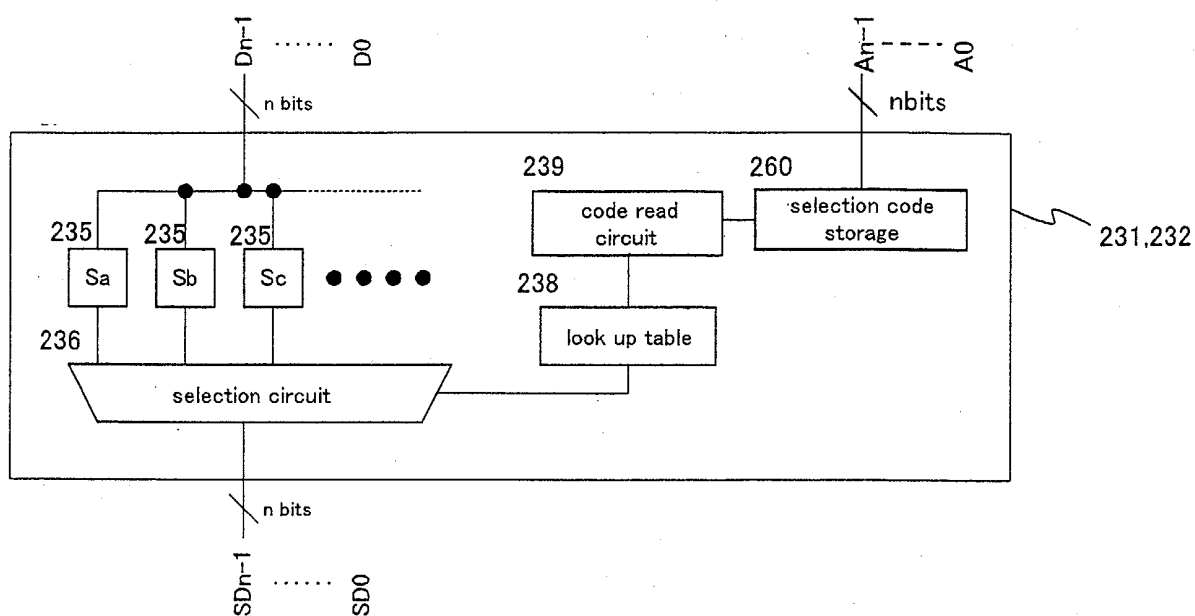 Dn-1 ...... D0
An-1 ---- A0
n bits
nbits
239
260
code read
circuit
selection code
storage
231,232
235
235
235
Sa
Sb
Sc
238
look up table
236
selection circuit
n bits
SDn-1 ...... SD0